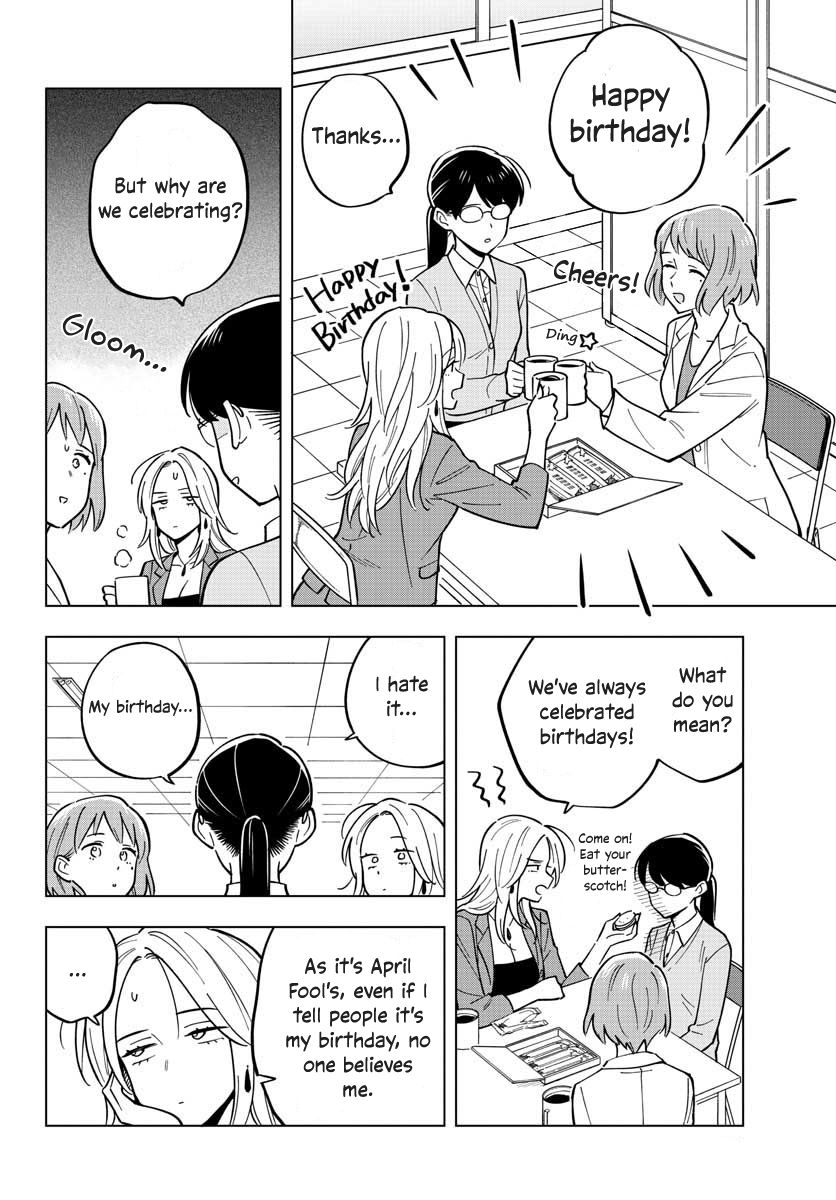 Happy
birthday!
Thanks...
Cheers!
Happy
Birthday!
Ding
But why are
we celebrating?
Gloom...
What
do you
mean?
We've always
celebrated
birthdays!
Come on!
Eat your
butter-
scotch!
I hate
it...
My birthday...
As it's April
Fool's, even if I
tell people it's
my birthday, no
one believes
me.
...